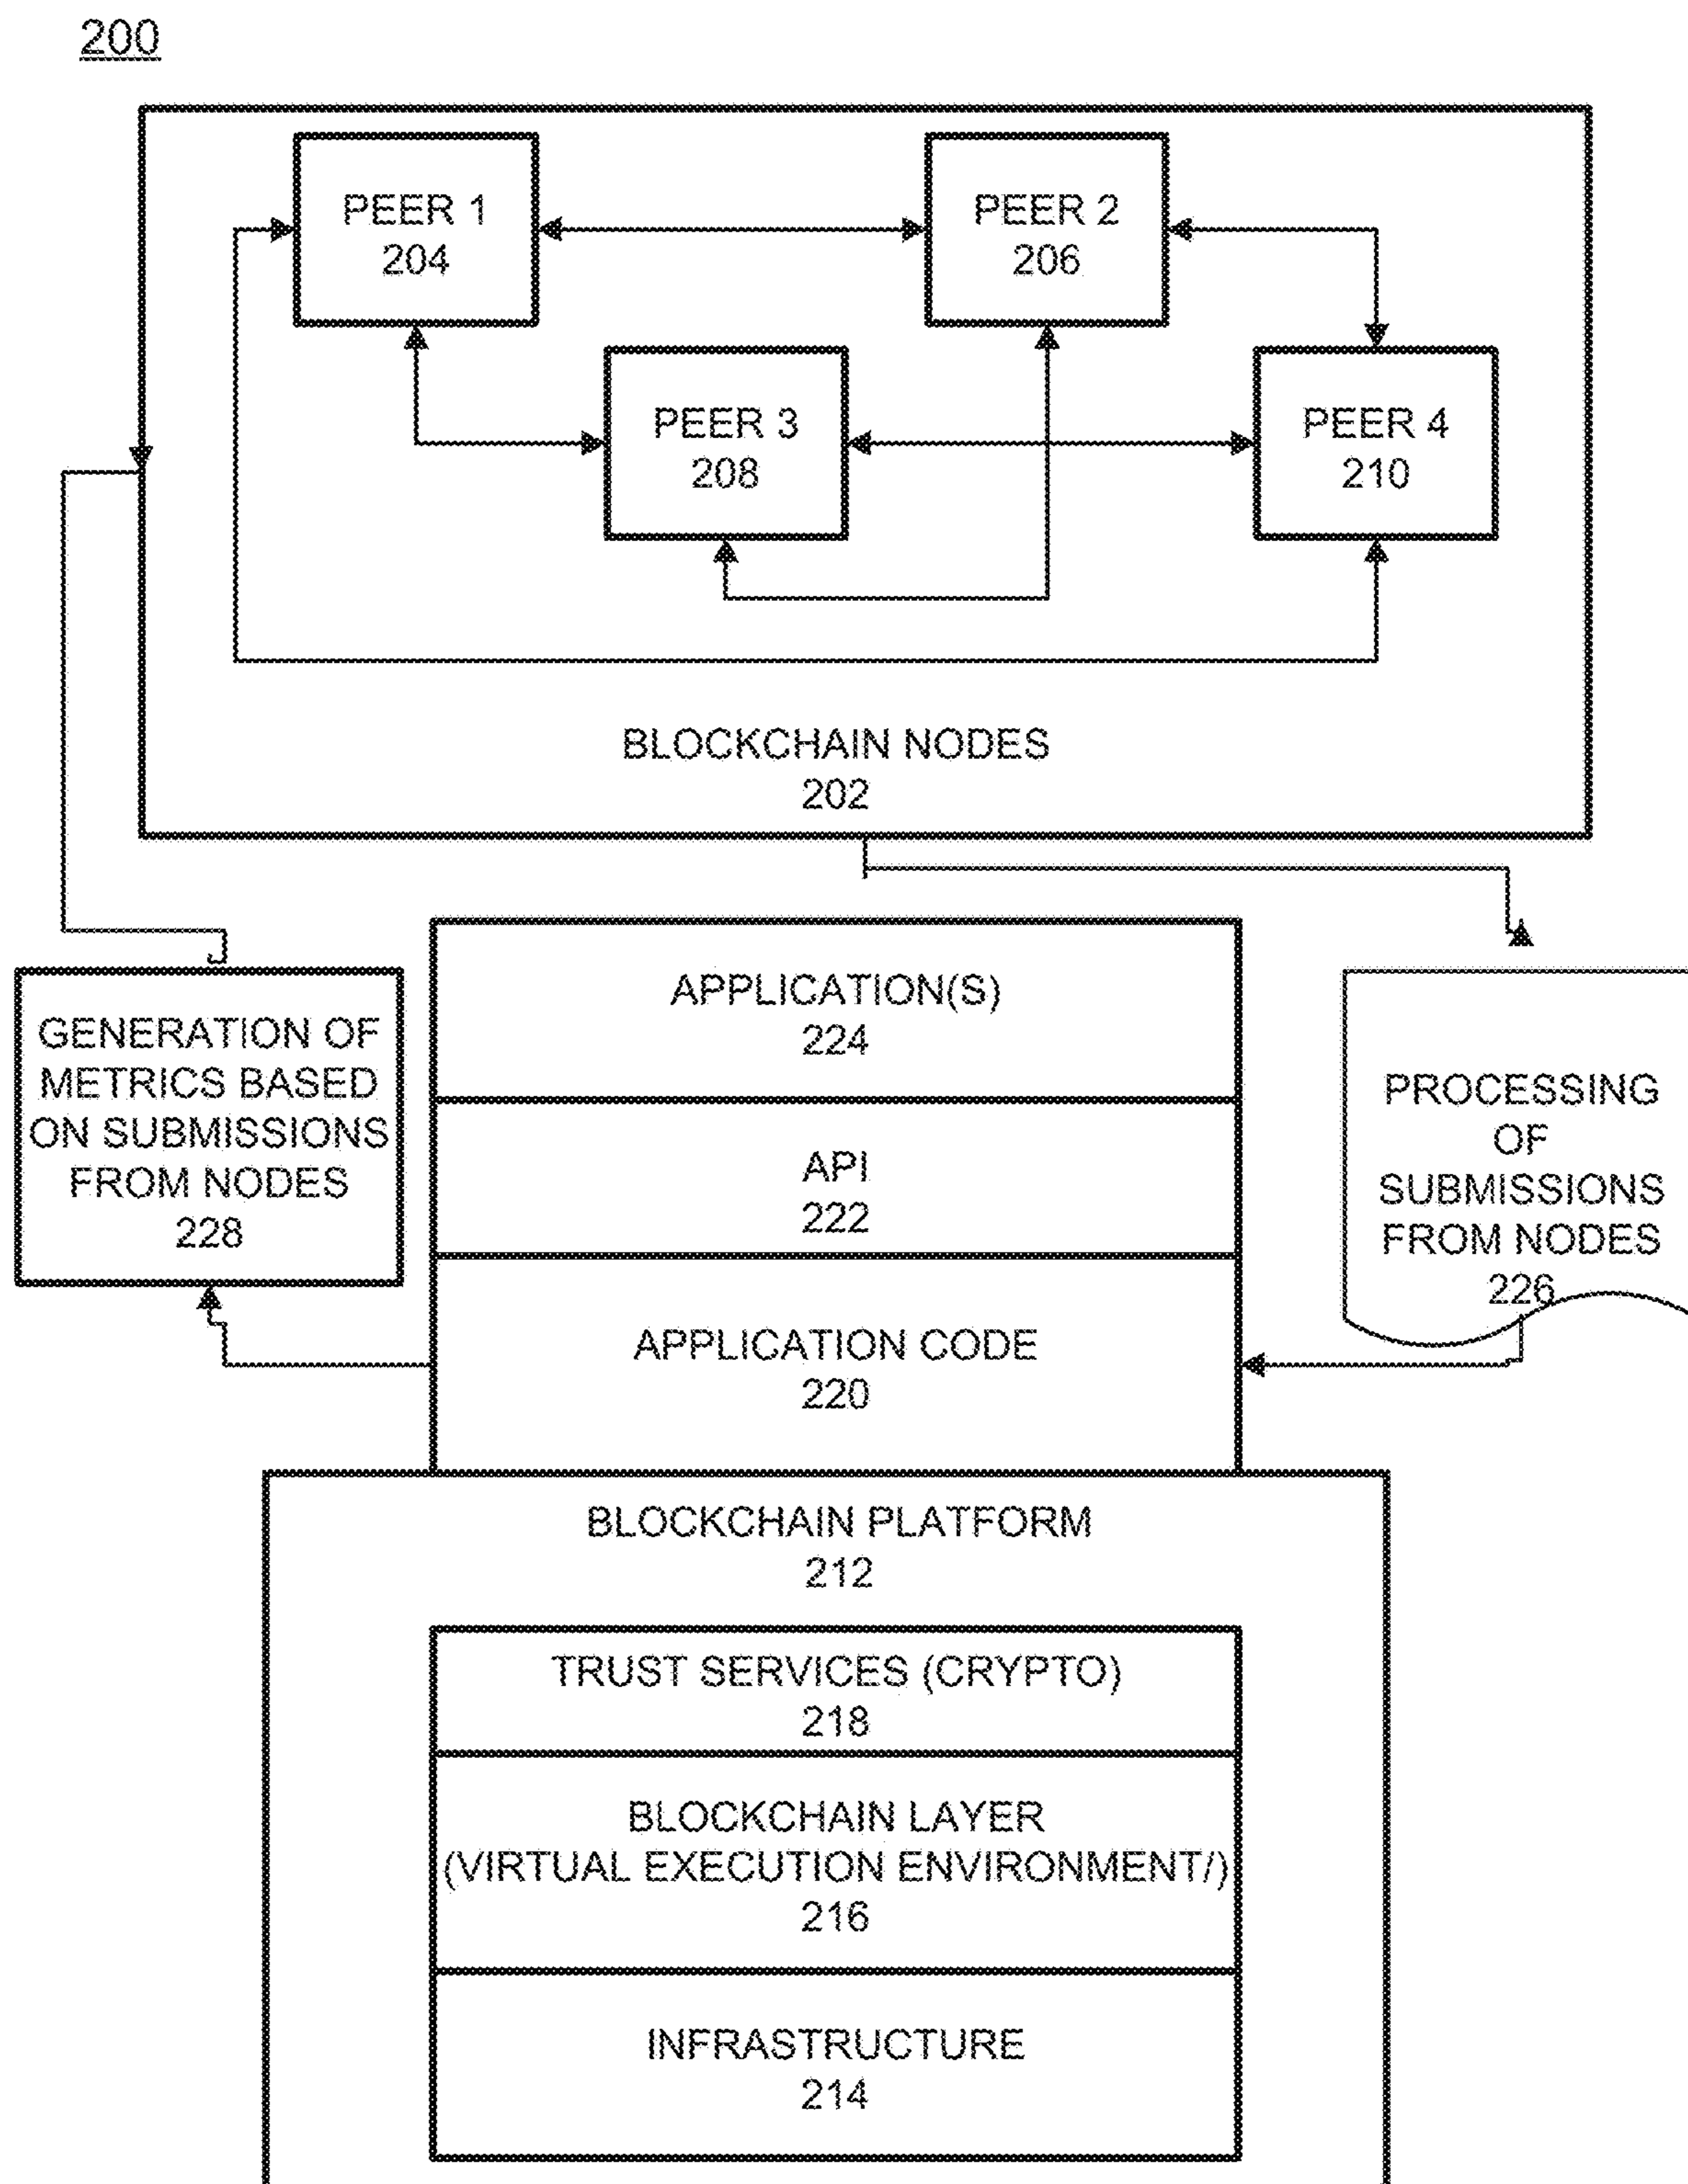 200
PEER 1
204
PEER 2
206
PEER 3
208
PEER 4
210
BLOCKCHAIN NODES
202
GENERATION OF
METRICS BASED
ON SUBMISSIONS
FROM NODES
228
APPLICATION(S)
224
API
222
APPLICATION CODE
220
PROCESSING
OF
SUBMISSIONS
FROM NODES
226
BLOCKCHAIN PLATFORM
212
TRUST SERVICES (CRYPTO)
218
BLOCKCHAIN LAYER
(VIRTUAL EXECUTION ENVIRONMENT/)
216
INFRASTRUCTURE
214